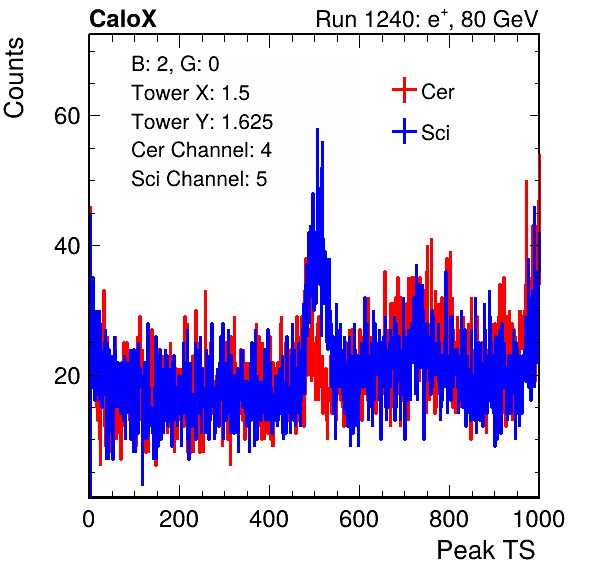 CaloX
Run 1240: e+, 80 GeV
Counts
B: 2, G: 0
Tower X: 1.5
Tower Y: 1.625
Cer Channel: 4
Sci Channel: 5
Cer
Sci
60
40
20
0 200 400 600 800 1000
Peak TS